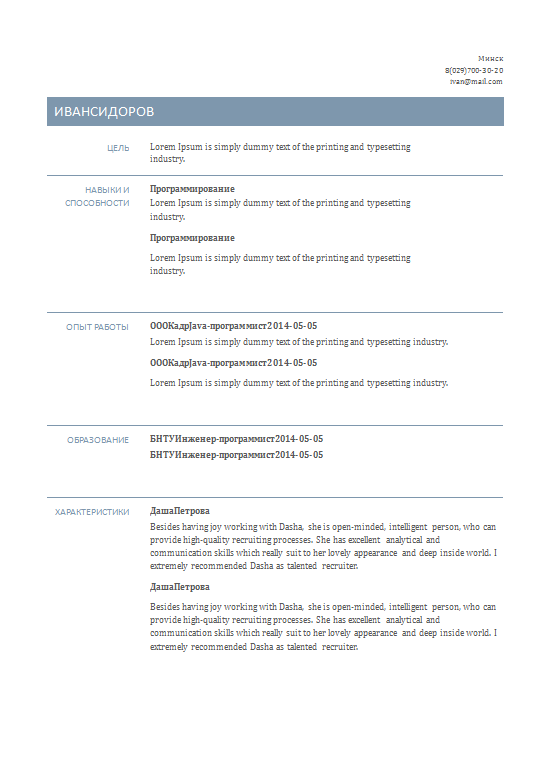 Минск
8(029)700-30-20
ivan@mail.com
ИВАНСИДОРОВ
ЦЕЛЬ
Lorem Ipsum is simply dummy text of the printing and typesetting
industry.
НАВЫКИ И
СПОСОБНОСТИ
Программирование
Lorem Ipsum is simply dummy text of the printing and typesetting
industry.
Программирование
Lorem Ipsum is simply dummy text of the printing and typesetting
industry.
ОПЫТ РАБОТЫ
ОООКадрJava-программист2014-05-05
Lorem Ipsum is simply dummy text of the printing and typesetting industry.
ОООКадрJava-программист2014-05-05
Lorem Ipsum is simply dummy text of the printing and typesetting industry.
ОБРАЗОВАНИЕ
БНТУИнженер-программист2014-05-05
БНТУИнженер-программист2014-05-05
ХАРАКТЕРИСТИКИ
ДашаПетрова
Besides having joy working with Dasha, she is open-minded, intelligent person, who can
provide high-quality recruiting processes. She has excellent analytical and
communication skills which really suit to her lovely appearance and deep inside world. I
extremely recommended Dasha as talented recruiter.
ДашаПетрова
Besides having joy working with Dasha, she is open-minded, intelligent person, who can
provide high-quality recruiting processes. She has excellent analytical and
communication skills which really suit to her lovely appearance and deep inside world. I
extremely recommended Dasha as talented recruiter.